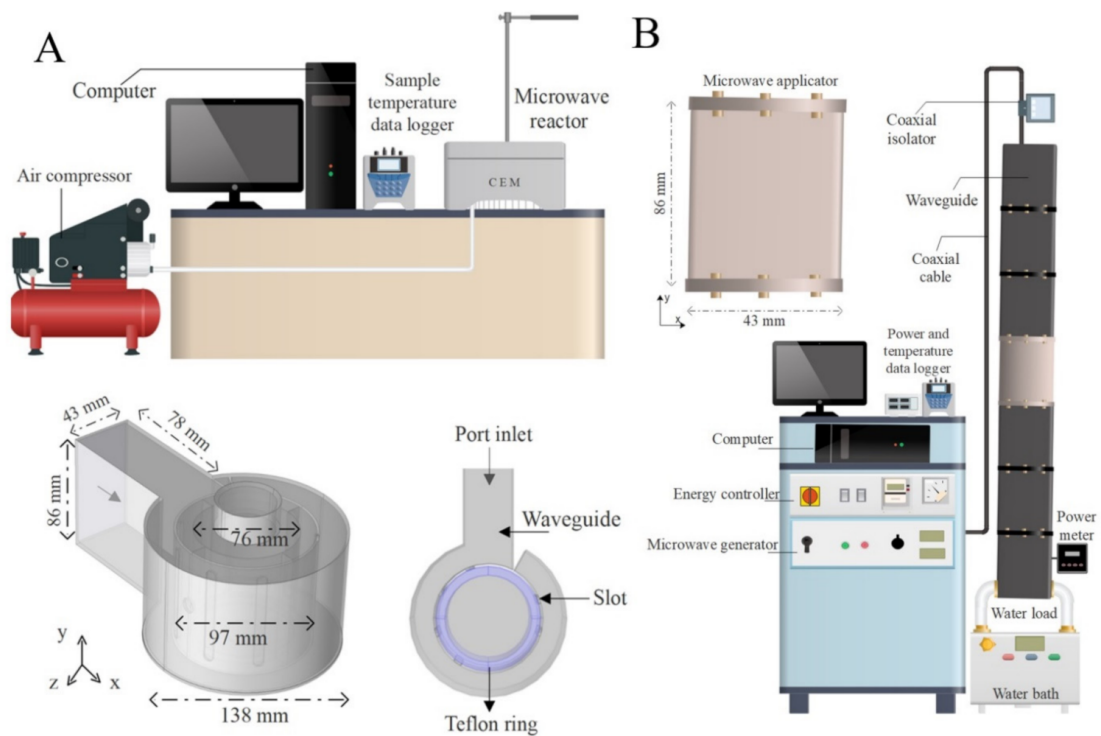 A
Computer
Sample
temperature
data logger
Microwave
reactor
Air compressor
CEM
43 mm
78 mm
86 mm
76 mm
97 mm
138 mm
y
z
x
Port inlet
Waveguide
Slot
Teflon ring
B
Microwave applicator
86 mm
y
x
43 mm
Coaxial
isolator
Waveguide
Coaxial
cable
Power and
temperature
data logger
Computer
Energy controller
Microwave generator
Power
meter
Water load
Water bath